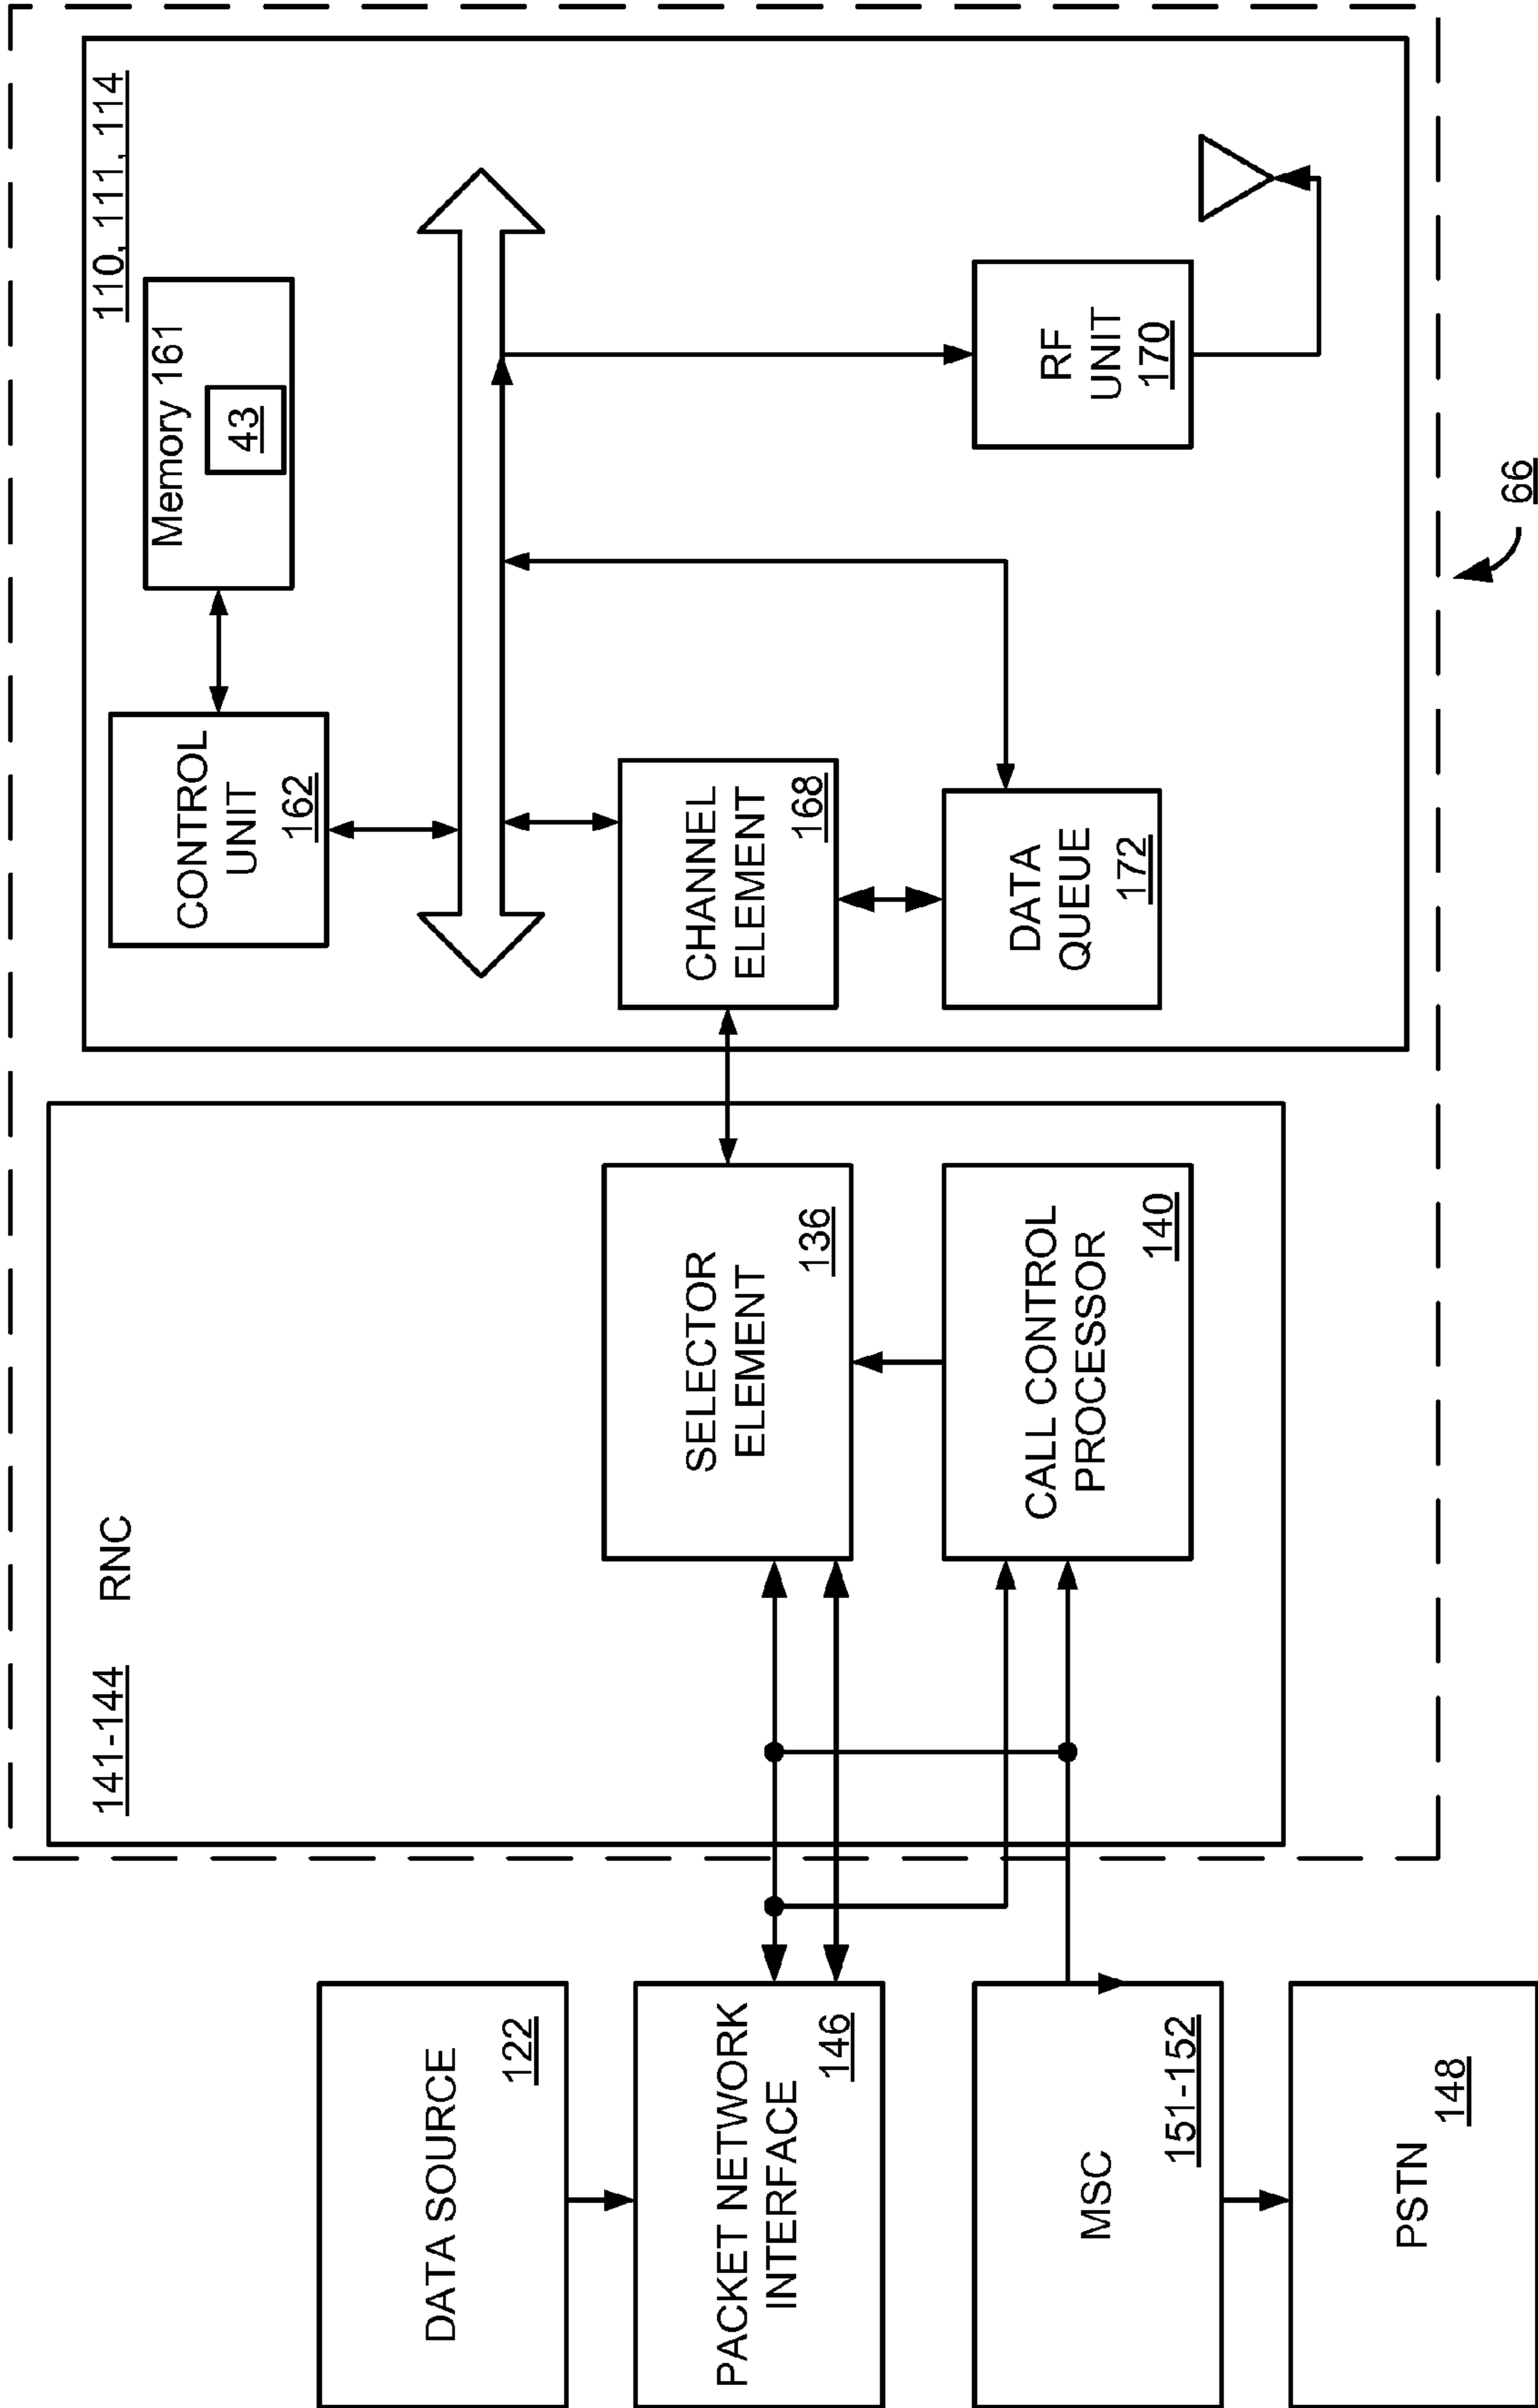 110, 111, 114
Memory 161
43
CONTROL
UNIT
162
RF
UNIT
170
CHANNEL
ELEMENT
168
DATA
QUEUE
172
66
141-144
RNC
SELECTOR
ELEMENT
136
CALL CONTROL
PROCESSOR
140
DATA SOURCE
122
PACKET NETWORK
INTERFACE
146
MSC
151-152
PSTN
148